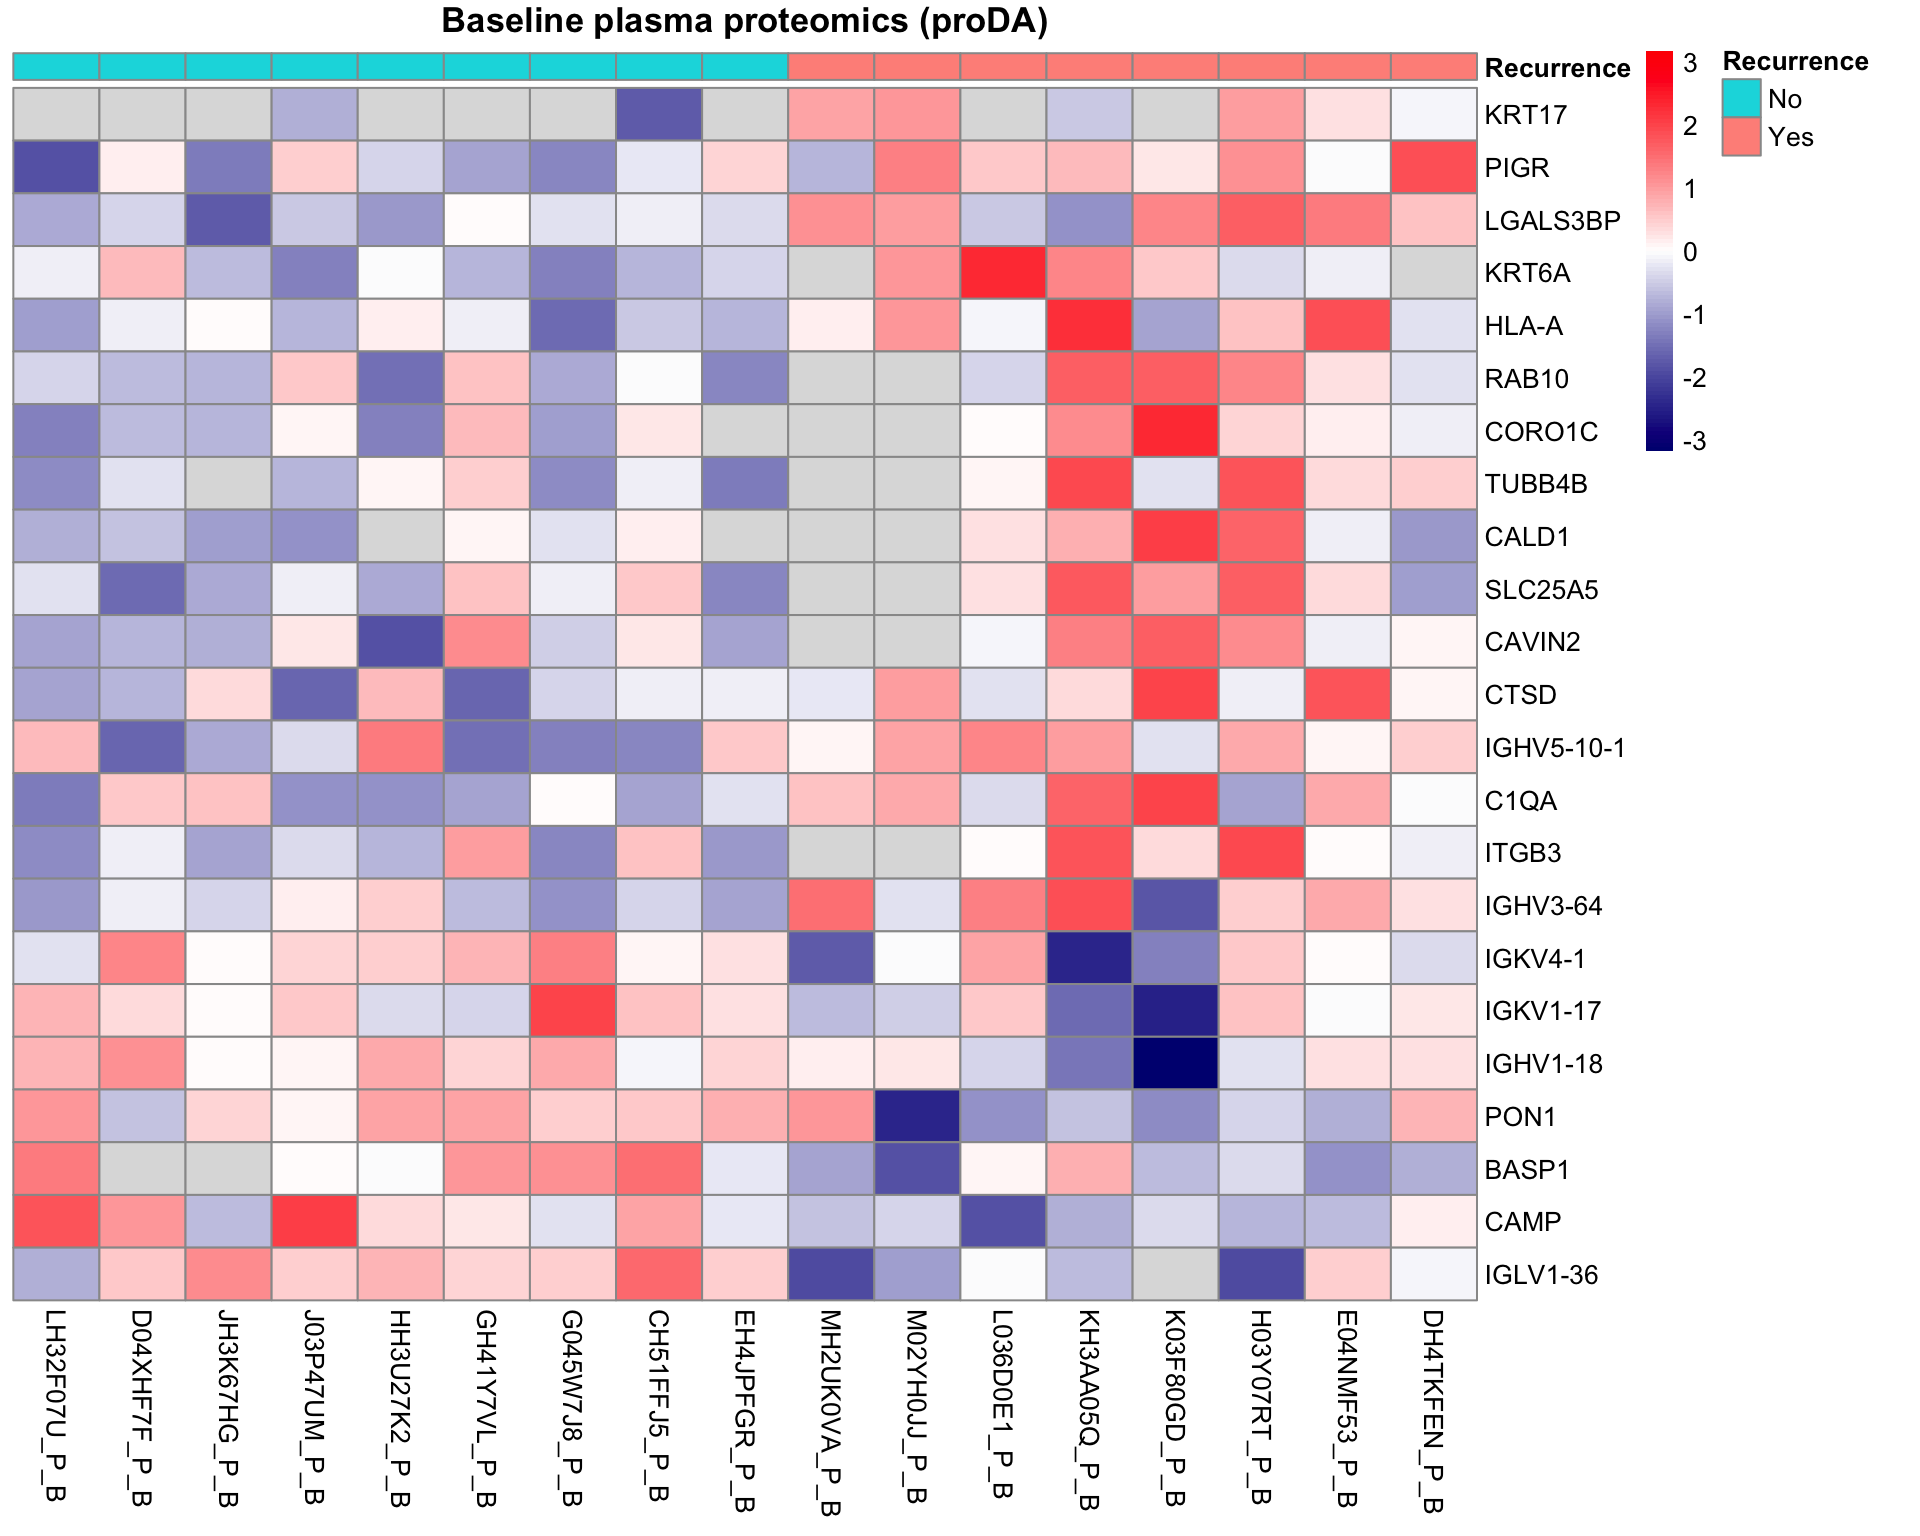 Baseline plasma proteomics (proDA)
Recurrence
KRT17
PIGR
LGALS3BP
KRT6A
HLA-A
RAB10
CORO1C
TUBB4B
CALD1
SLC25A5
CAVIN2
CTSD
IGHV5-10-1
C1QA
ITGB3
IGHV3-64
IGKV4-1
IGKV1-17
IGHV1-18
PON1
BASP1
CAMP
IGLV1-36
3
2
1
0
-1
-2
-3
Recurrence
No
Yes
LH32F07U_P_B
D04XHF7F_P_B
JH3K67HG_P_B
J03P47UM_P_B
HH3U27K2_P_B
GH41Y7VL_P_B
G045W7J8_P_B
CH51FFJ5_P_B
EH4JPFGR_P_B
MH2UK0VA_P_B
M02YH0JJ_P_B
L036D0E1_P_B
KH3AA05Q_P_B
K03F80GD_P_B
H03Y07RT_P_B
E04NMF53_P_B
DH4TKFEN_P_B